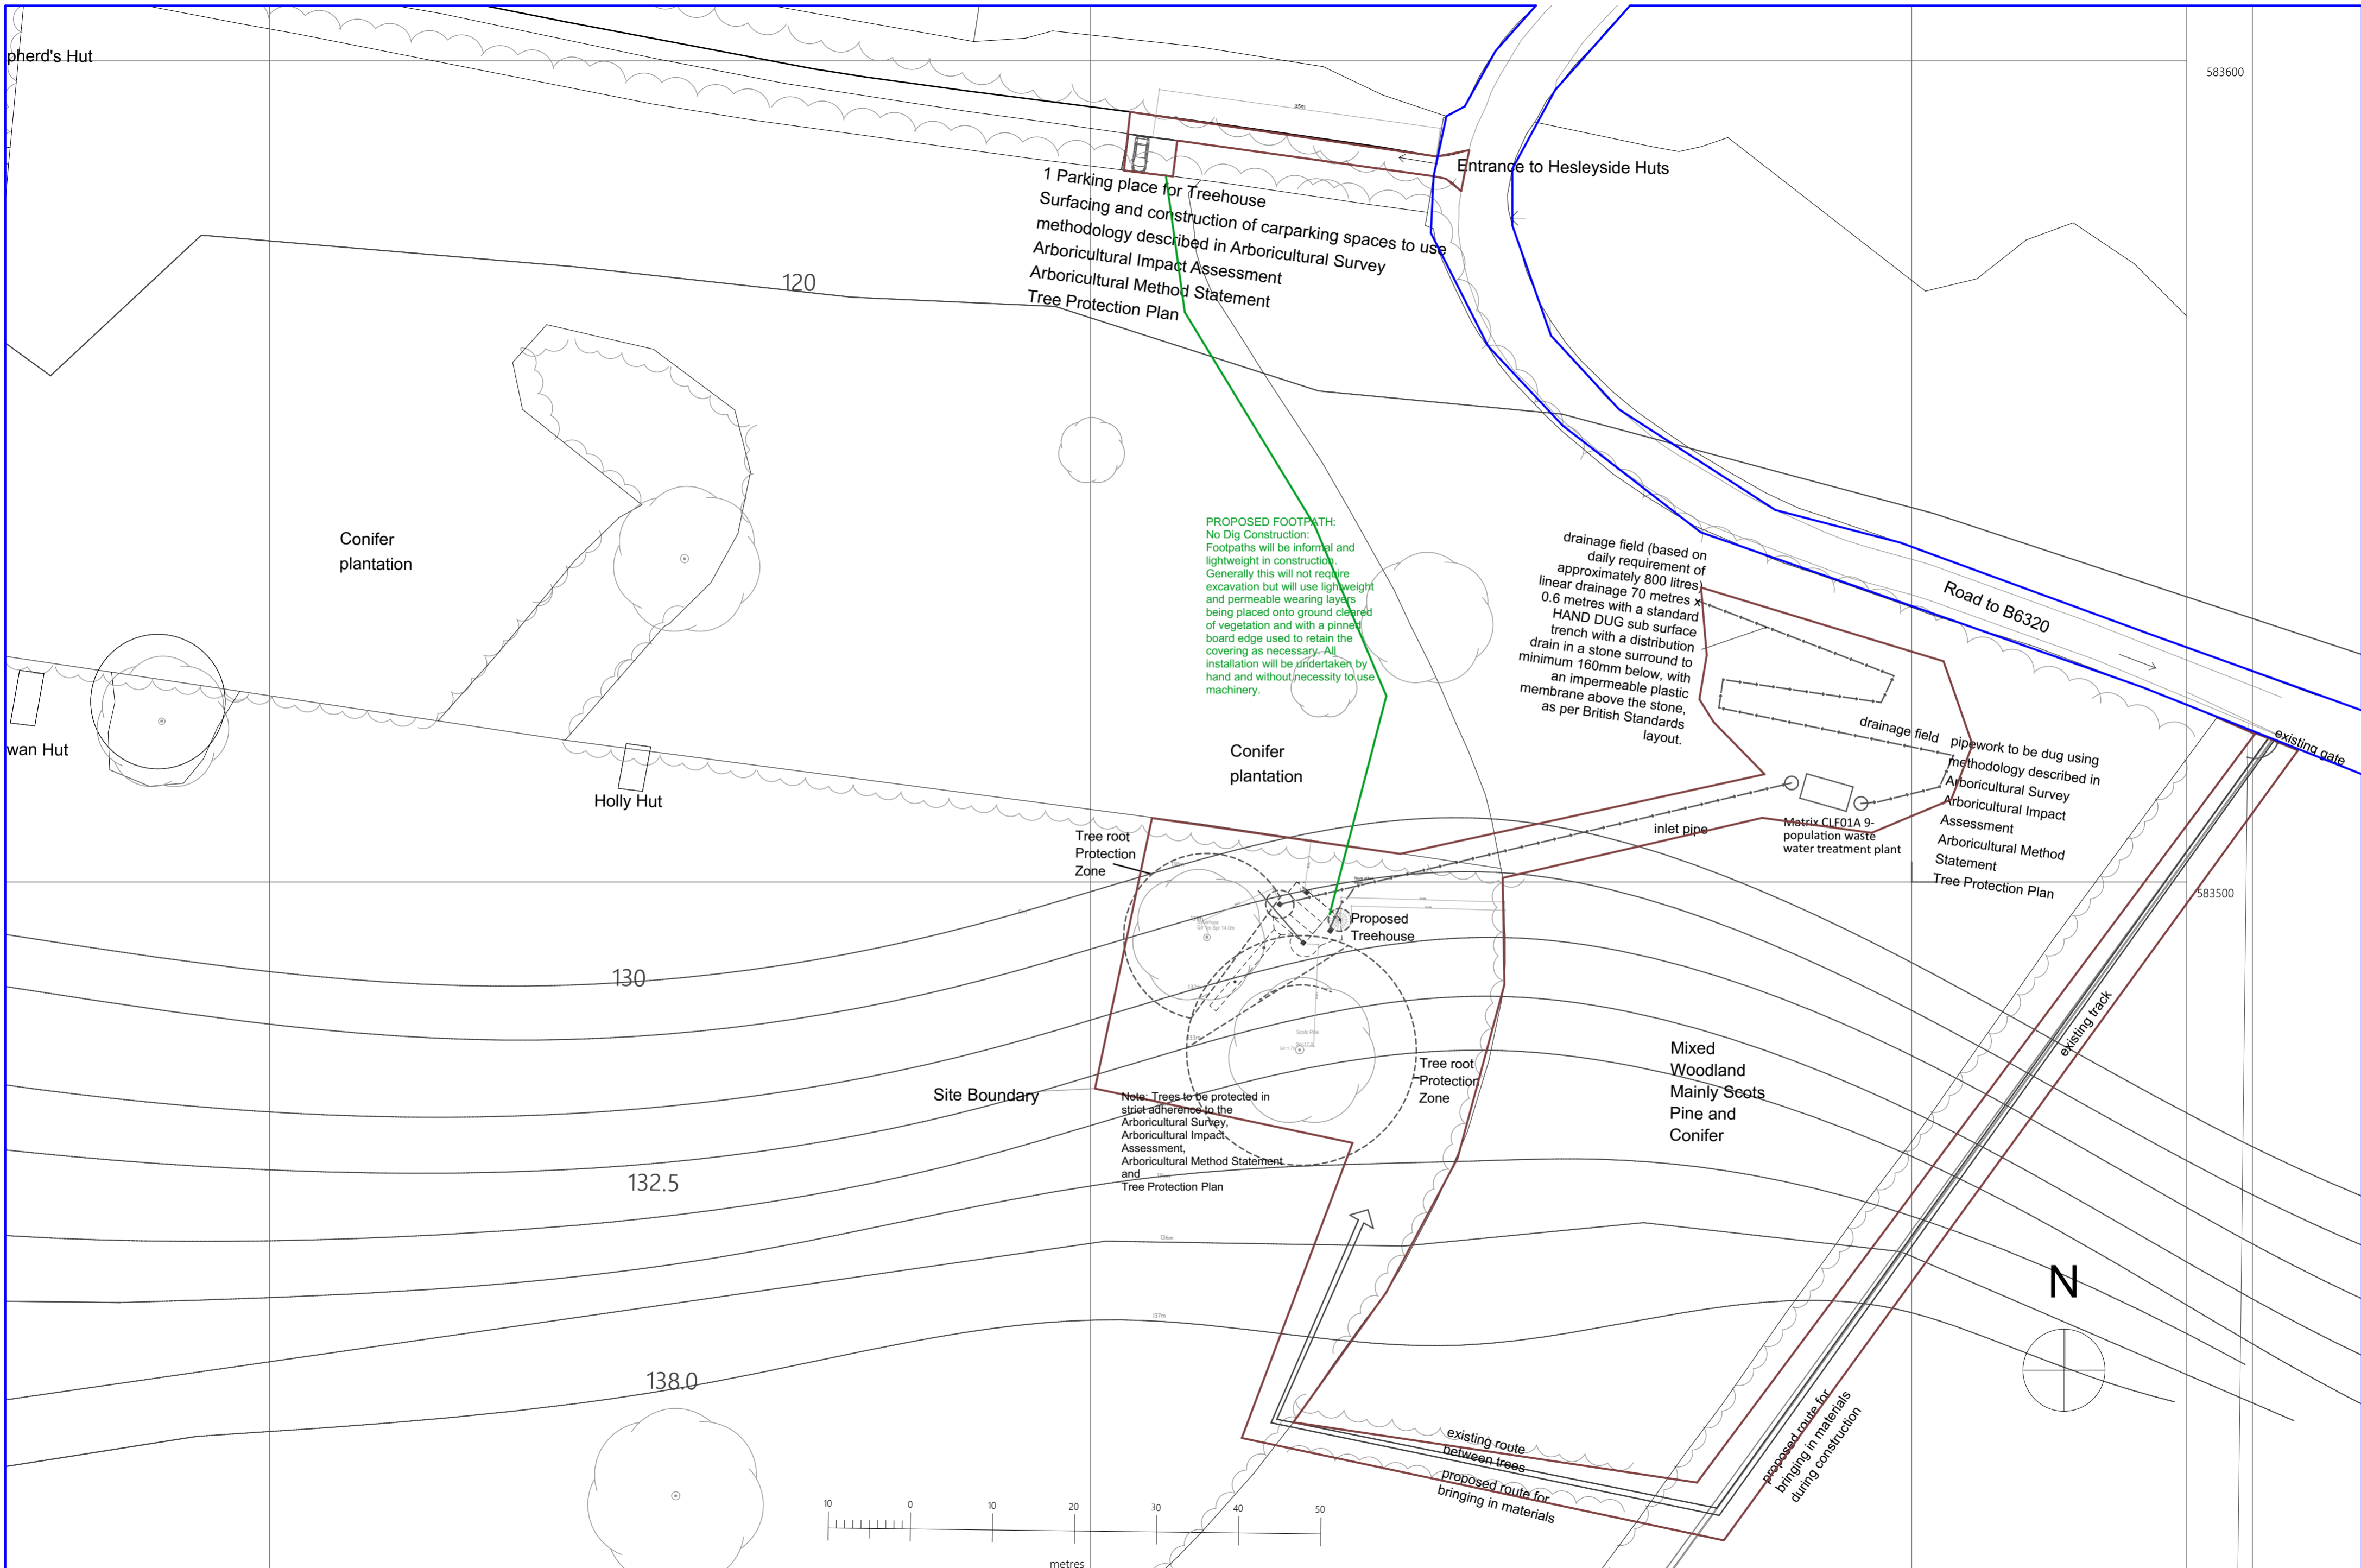 pherd's Hut
583600
35m
Entrance to Hesleyside Huts
1 Parking place for Treehouse
Surfacing and construction of carparking spaces to use
methodology described in Arboricultural Survey
Arboricultural Impact Assessment
Arboricultural Method Statement
Tree Protection Plan
120
PROPOSED FOOTPATH:
No Dig Construction:
Footpaths will be informal and
lightweight in construction.
Generally this will not require
excavation but will use lightweight
and permeable wearing layers
being placed onto ground cleared
of vegetation and with a pinned
board edge used to retain the
covering as necessary. All
installation will be undertaken by
hand and without necessity to use
machinery.
drainage field (based on
daily requirement of
approximately 800 litres)
linear drainage 70 metres x
0.6 metres with a standard
HAND DUG sub surface
trench with a distribution
drain in a stone surround to
minimum 160mm below, with
an impermeable plastic
membrane above the stone,
as per British Standards
layout.
Road to B6320
Conifer
plantation
drainage field
pipework to be dug using
methodology described in
Arboricultural Survey
Arboricultural Impact
Assessment
Arboricultural Method
Statement
Tree Protection Plan
existing gate
wan Hut
Holly Hut
Conifer
plantation
inlet pipe
Matrix CLF01A 9-
population waste
water treatment plant
Tree root
Protection
Zone
583500
Proposed
Treehouse
130
Scots Pine
Site Boundary
Note: Trees to be protected in
strict adherence to the
Arboricultural Survey,
Arboricultural Impact
Assessment,
Arboricultural Method Statement
and
Tree Protection Plan
Tree root
Protection
Zone
Mixed
Woodland
Mainly Scots
Pine and
Conifer
existing track
132.5
136m
137m
138.0
N
existing route
between trees
proposed route for
bringing in materials
proposed route for
bringing in materials
during construction
10 0 10 20 30 40 50
metres